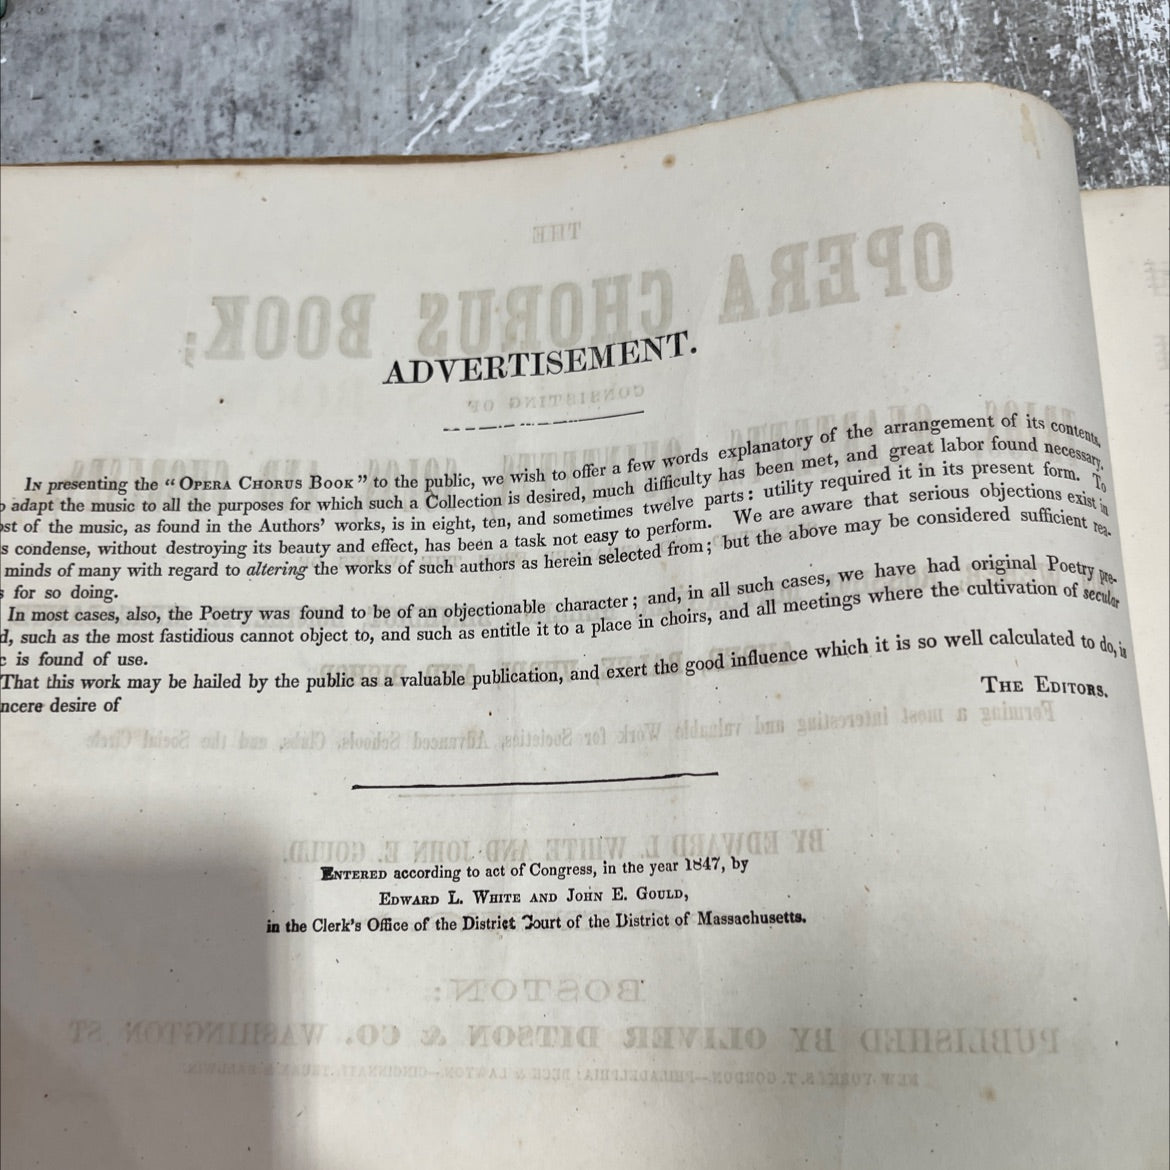 ADVERTISEMENT.
IN presenting the “OPERA CHORUS BOOK” to the public, we wish to offer a few words explanatory of the arrangement of its contents,
adapt the music to all the purposes for which such a Collection is desired, much difficulty has been met, and great labor found necessary. To
st of the music, as found in the Authors' works, is in eight, ten, and sometimes twelve parts: utility required it in its present form.
s condense, without destroying its beauty and effect, has been a task not easy to perform. We are aware that serious objections exist in
minds of many with regard to altering the works of such authors as herein selected from; but the above may be considered sufficient rea-
s for so doing.
In most cases, also, the Poetry was found to be of an objectionable character; and, in all such cases, we have had original Poetry pre-
d, such as the most fastidious cannot object to, and such as entitle it to a place in choirs, and all meetings where the cultivation of secular
c is found of use.
That this work may be hailed by the public as a valuable publication, and exert the good influence which it is so well calculated to do, is
ncere desire of
THE EDITORS.
ENTERED according to act of Congress, in the year 1847, by
EDWARD L. WHITE AND JOHN E. GOULD,
in the Clerk's Office of the District Court of the District of Massachusetts.